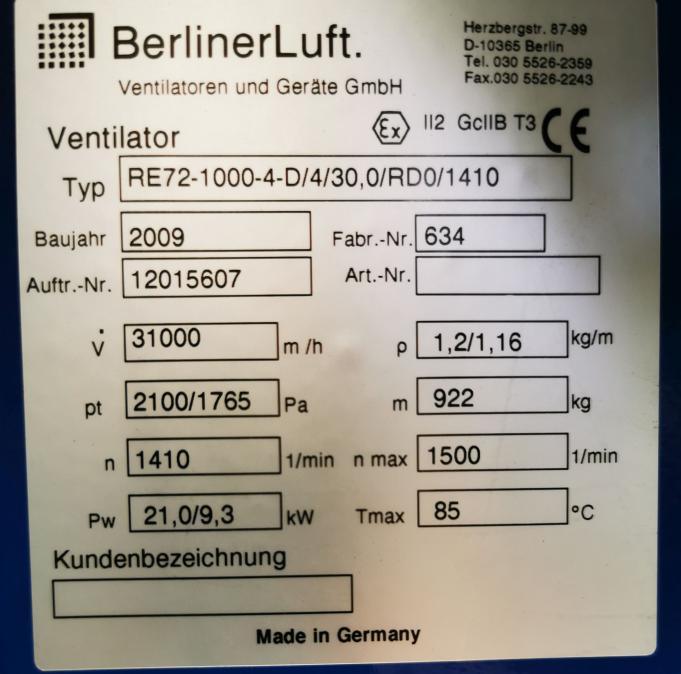 BerlinerLuft.
Ventilatoren und Geräte GmbH
Herzbergstr. 87-99
D-10365 Berlin
Tel. 030 5526-2359
Fax.030 5526-2243
Ventilator
Ex II2 GcIIB T3 CE
Typ RE72-1000-4-D/4/30,0/RD0/1410
Baujahr 2009 Fabr.-Nr. 634
Auftr.-Nr. 12015607 Art.-Nr.
V̇ 31000 m /h ρ 1,2/1,16 kg/m
pt 2100/1765 Pa m 922 kg
n 1410 1/min n max 1500 1/min
Pw 21,0/9,3 kW Tmax 85 °C
Kundenbezeichnung
Made in Germany